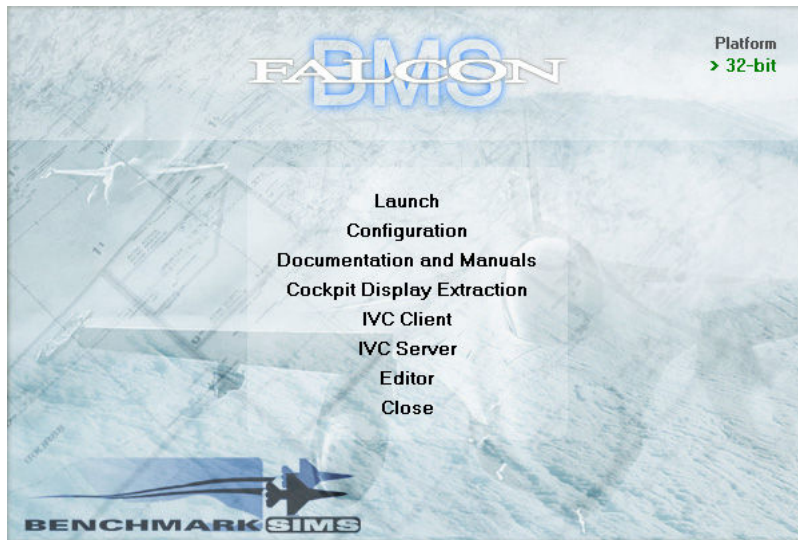 FALCON
BMS
Platform
> 32-bit
Launch
Configuration
Documentation and Manuals
Cockpit Display Extraction
IVC Client
IVC Server
Editor
Close
BENCHMARK SIMS